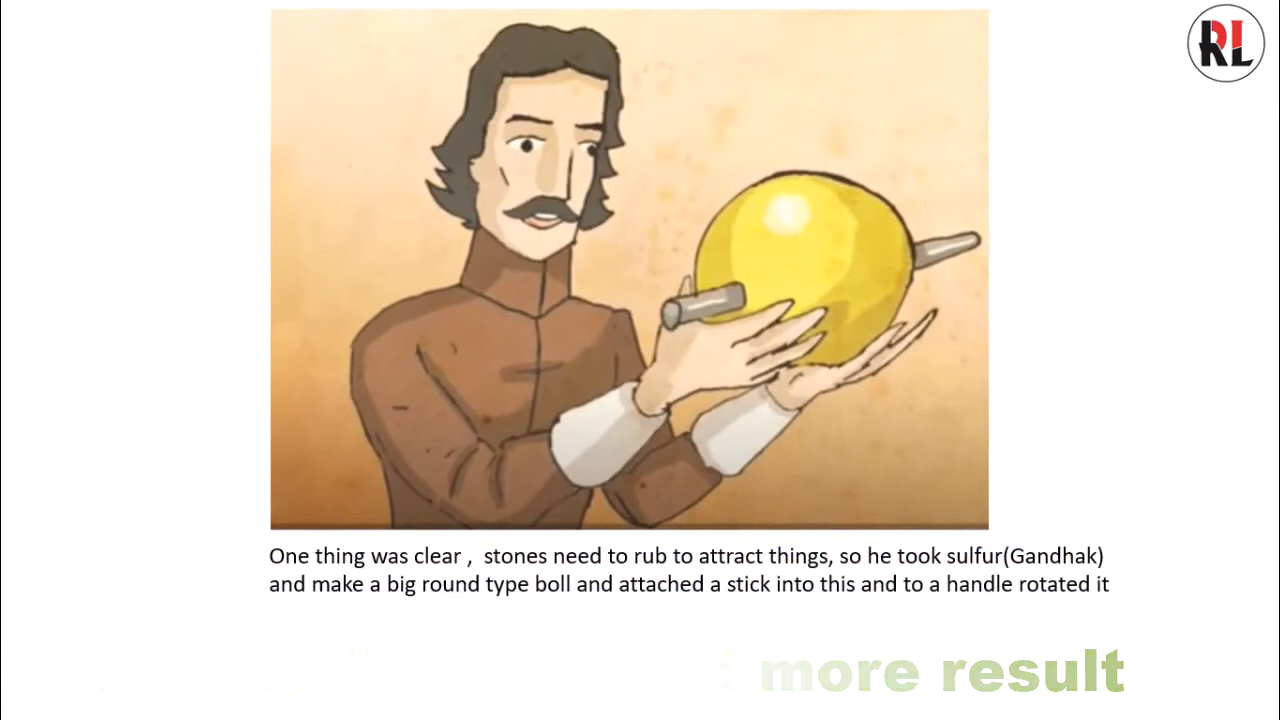 RL
One thing was clear , stones need to rub to attract things, so he took sulfur(Gandhak)
and make a big round type boll and attached a stick into this and to a handle rotated it
more result